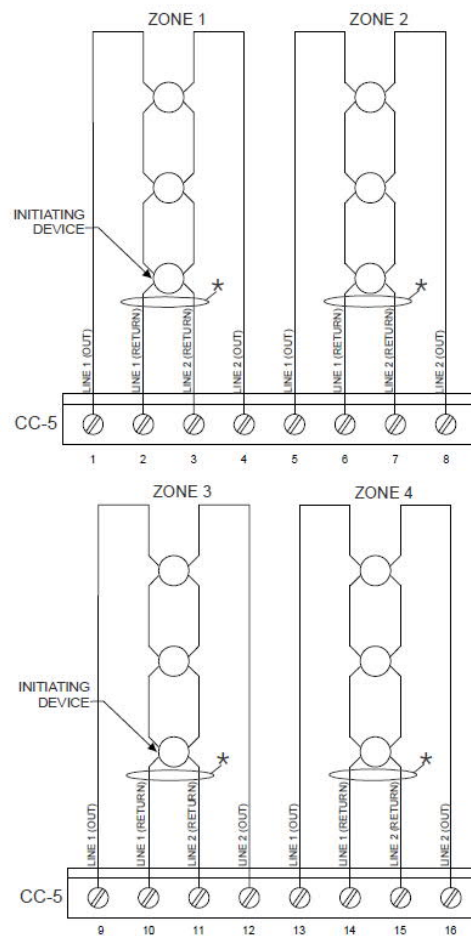 ZONE 1
ZONE 2
INITIATING
DEVICE
*
*
LINE 1 (OUT)
LINE 1 (RETURN)
LINE 2 (RETURN)
LINE 2 (OUT)
LINE 1 (OUT)
LINE 1 (RETURN)
LINE 2 (RETURN)
LINE 2 (OUT)
CC-5
1 2 3 4 5 6 7 8
ZONE 3
ZONE 4
INITIATING
DEVICE
*
*
LINE 1 (OUT)
LINE 1 (RETURN)
LINE 2 (RETURN)
LINE 2 (OUT)
LINE 1 (OUT)
LINE 1 (RETURN)
LINE 2 (RETURN)
LINE 2 (OUT)
CC-5
9 10 11 12 13 14 15 16